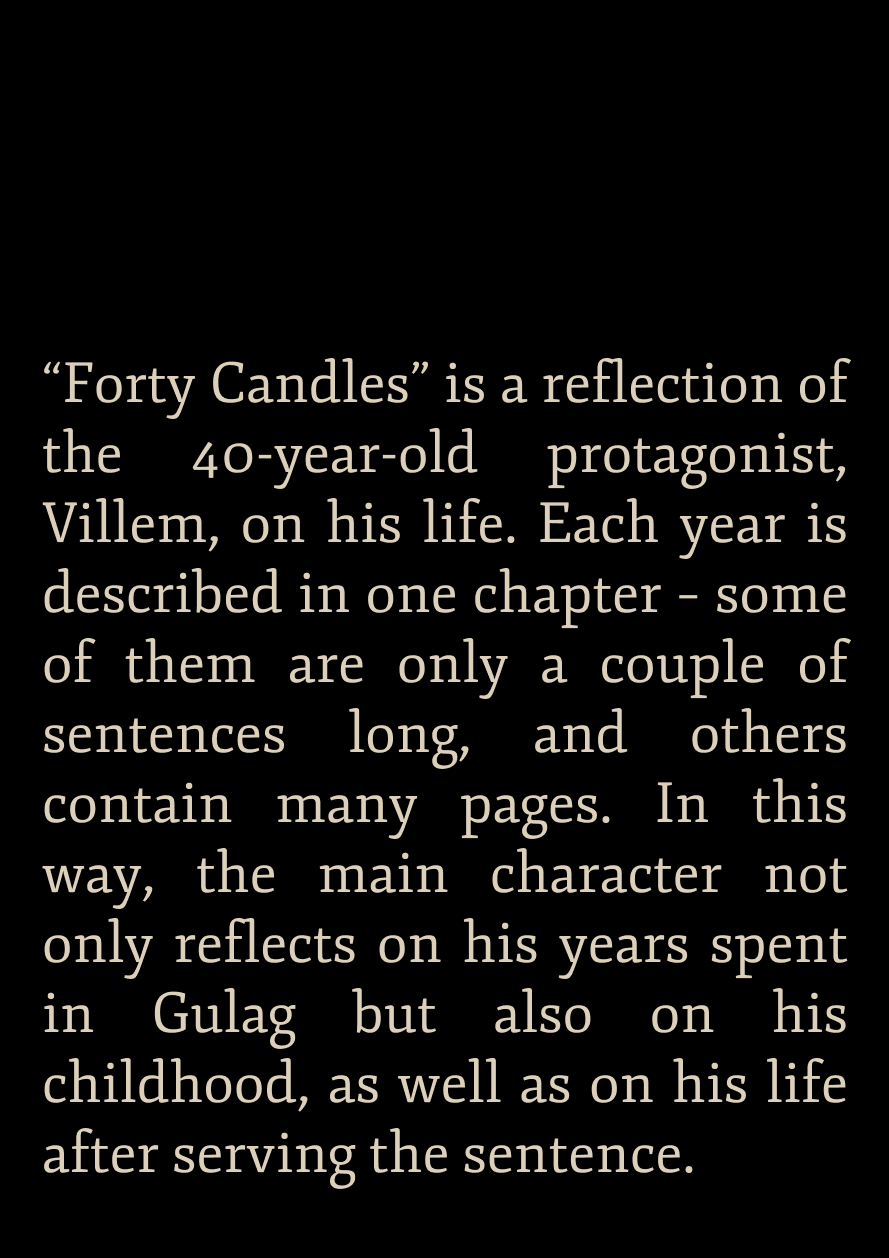 “Forty Candles” is a reflection of
the 40-year-old protagonist,
Villem, on his life. Each year is
described in one chapter – some
of them are only a couple of
sentences long, and others
contain many pages. In this
way, the main character not
only reflects on his years spent
in Gulag but also on his
childhood, as well as on his life
after serving the sentence.